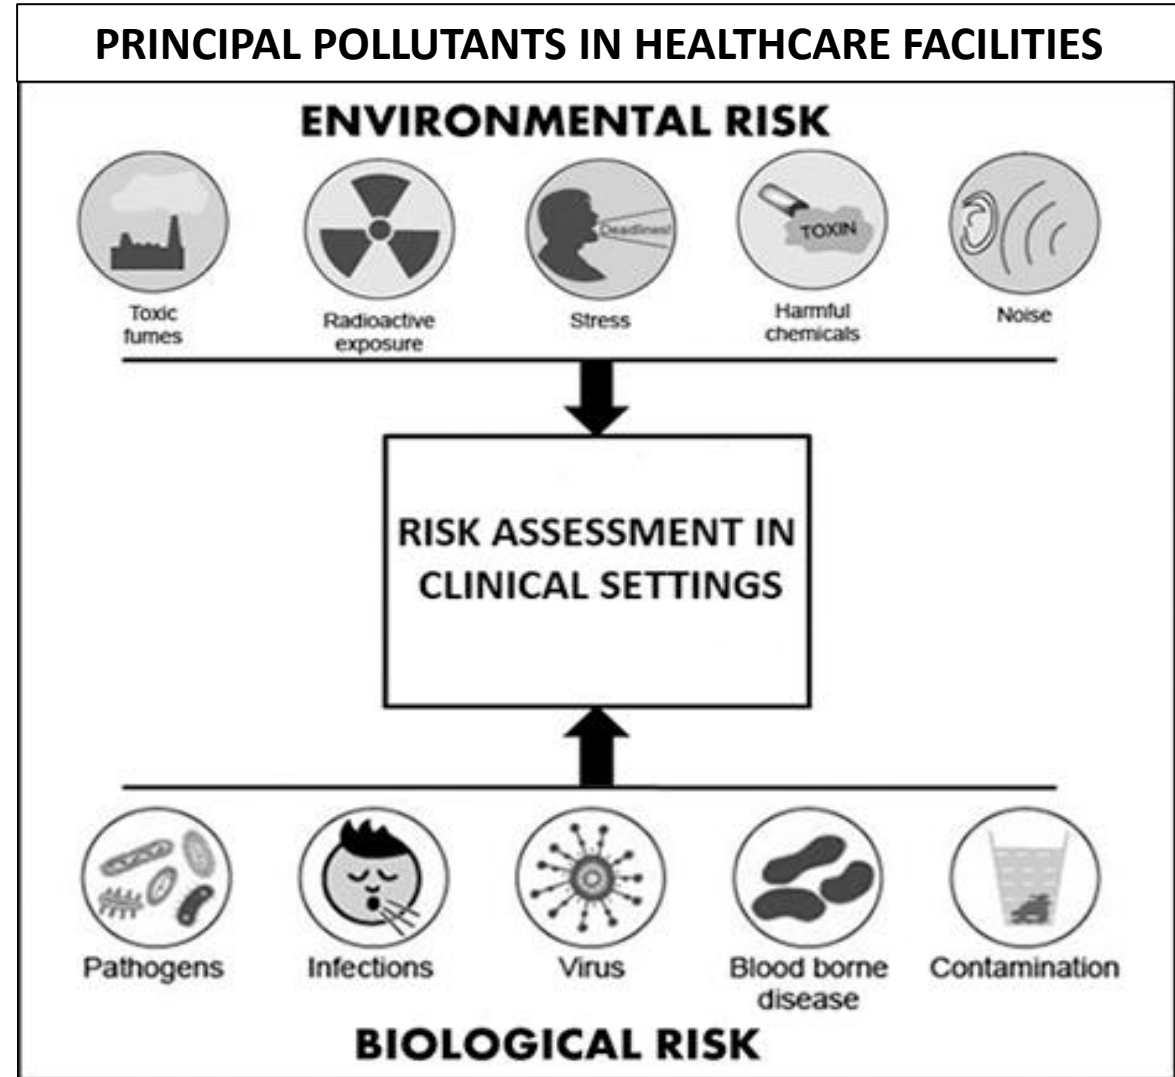 PRINCIPAL POLLUTANTS IN HEALTHCARE FACILITIES
ENVIRONMENTAL RISK
Deadlines!
TOXIN
Toxic
fumes
Radioactive
exposure
Stress
Harmful
chemicals
Noise
RISK ASSESSMENT IN
CLINICAL SETTINGS
Pathogens
Infections
Virus
Blood borne
disease
Contamination
BIOLOGICAL RISK